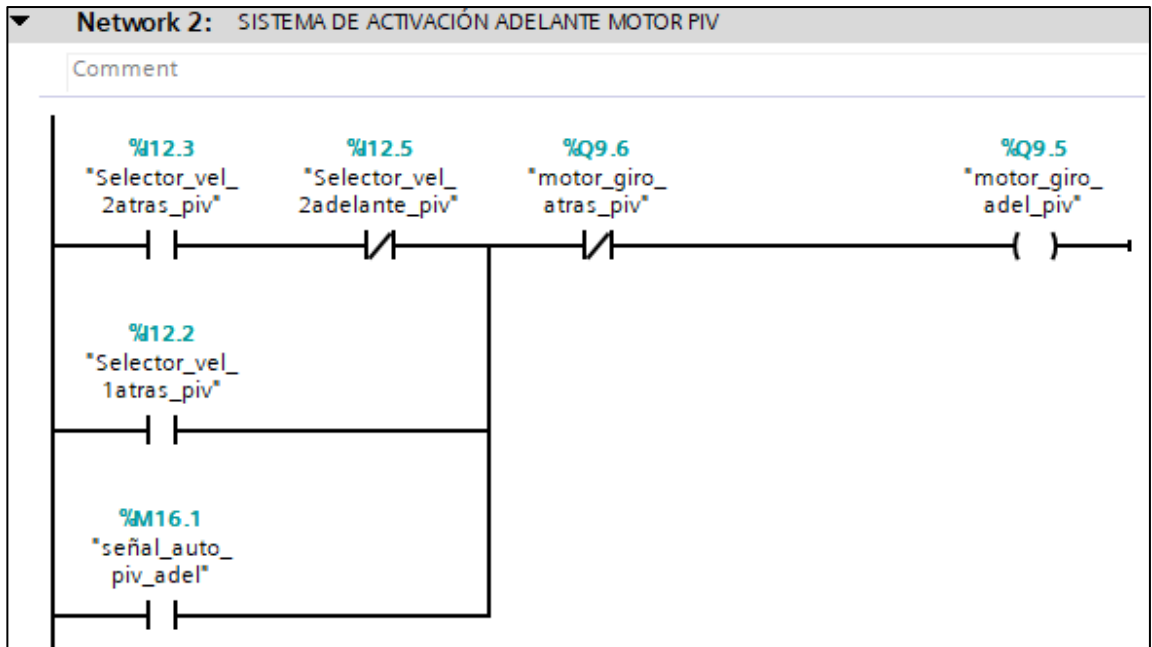 Network 2: SISTEMA DE ACTIVACIÓN ADELANTE MOTOR PIV
Comment
%I12.3
"Selector_vel_
2atras_piv"
%I12.5
"Selector_vel_
2adelante_piv"
%Q9.6
"motor_giro_
atras_piv"
%Q9.5
"motor_giro_
adel_piv"
%I12.2
"Selector_vel_
1atras_piv"
%M16.1
"señal_auto_
piv_adel"